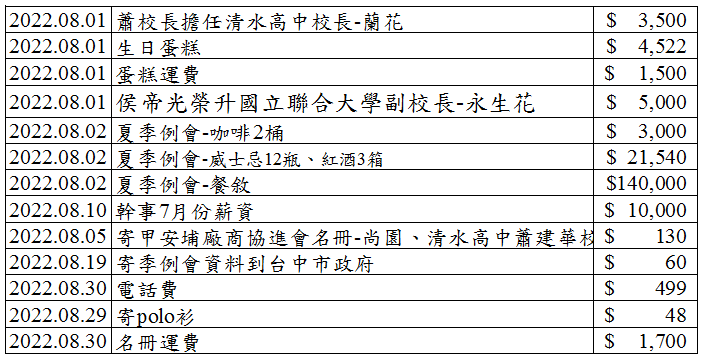 2022.08.01 蕭校長擔任清水高中校長-蘭花 $ 3,500
2022.08.01 生日蛋糕 $ 4,522
2022.08.01 蛋糕運費 $ 1,500
2022.08.01 侯帝光榮升國立聯合大學副校長-永生花 $ 5,000
2022.08.02 夏季例會-咖啡2桶 $ 3,000
2022.08.02 夏季例會-威士忌12瓶、紅酒3箱 $ 21,540
2022.08.02 夏季例會-餐敘 $140,000
2022.08.10 幹事7月份薪資 $ 10,000
2022.08.05 寄甲安埔廠商協進會名冊-尚園、清水高中蕭建華校 $ 130
2022.08.19 寄季例會資料到台中市政府 $ 60
2022.08.30 電話費 $ 499
2022.08.29 寄polo衫 $ 48
2022.08.30 名冊運費 $ 1,700